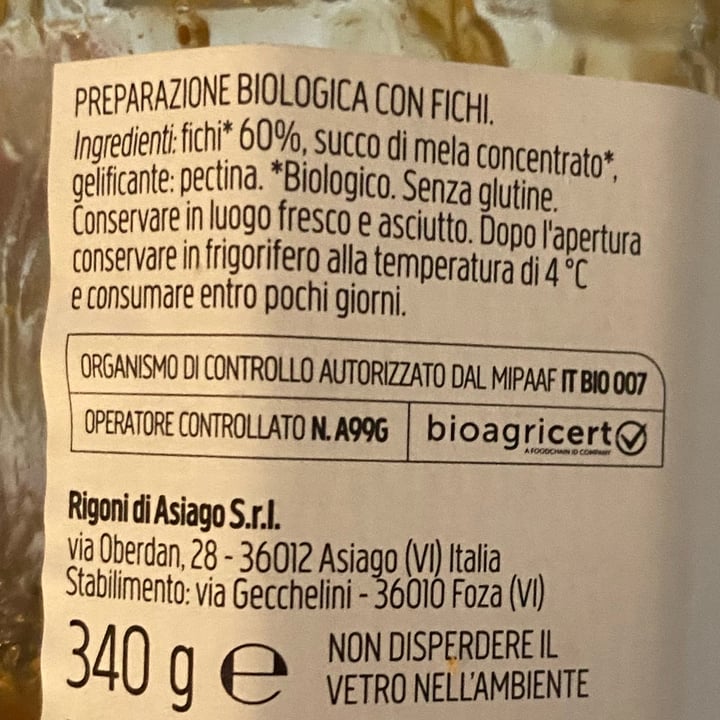 PREPARAZIONE BIOLOGICA CON FICHI.
Ingredienti: fichi* 60%, succo di mela concentrato*,
gelificante: pectina. *Biologico. Senza glutine.
Conservare in luogo fresco e asciutto. Dopo l'apertura
conservare in frigorifero alla temperatura di 4 °C
e consumare entro pochi giorni.
ORGANISMO DI CONTROLLO AUTORIZZATO DAL MIPAAF IT BIO 007
OPERATORE CONTROLLATO N. A99G
bioagricert
A FOODCHAIN ID COMPANY
Rigoni di Asiago S.r.l.
via Oberdan, 28 - 36012 Asiago (VI) Italia
Stabilimento: via Gecchelini - 36010 Foza (VI)
340 g e
NON DISPERDERE IL
VETRO NELL'AMBIENTE